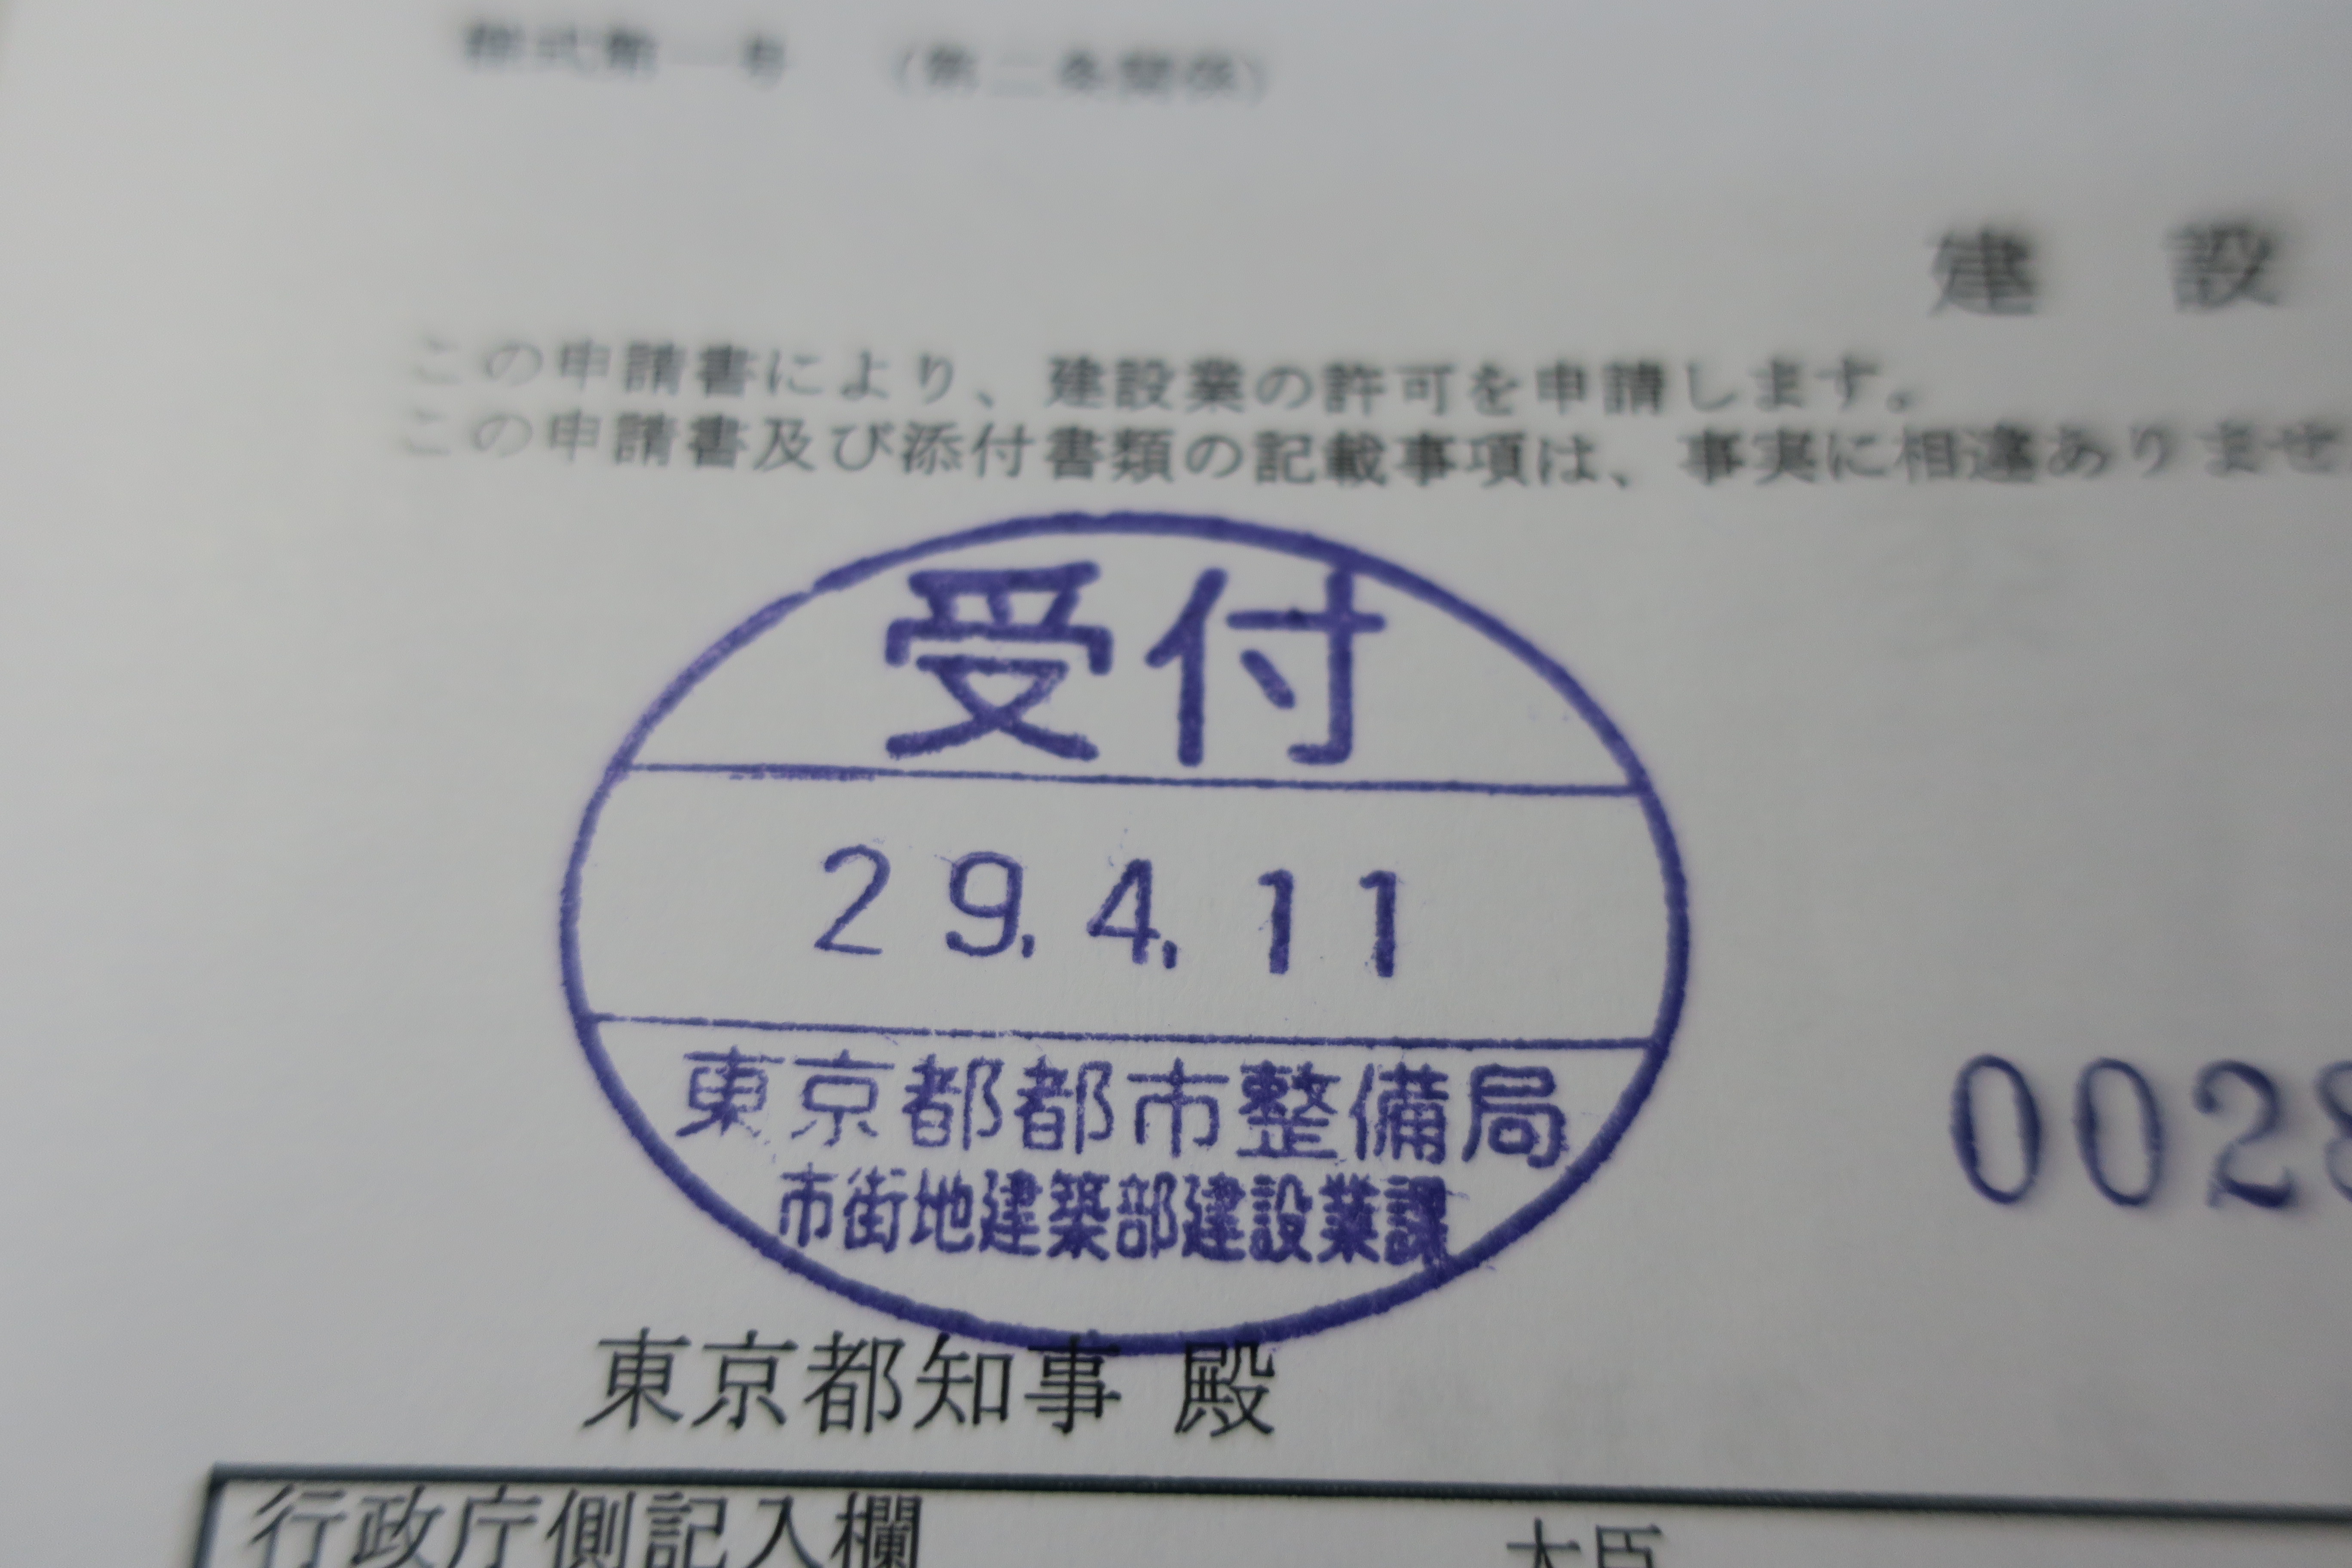 様式第一号　（第二条関係）
建　設
この申請書により、建設業の許可を申請します。
この申請書及び添付書類の記載事項は、事実に相違ありませ
受付
29.4.11
東京都都市整備局
市街地建築部建設業課
0028
東京都知事 殿
行政庁側記入欄
大臣